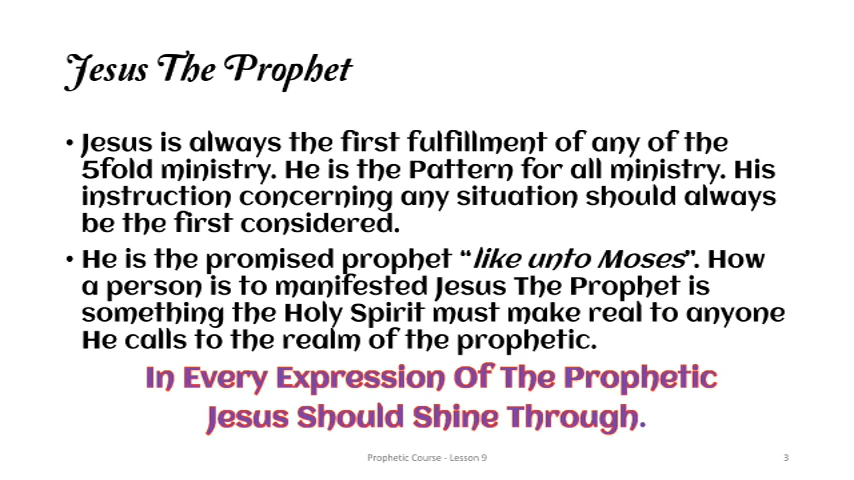 Jesus The Prophet
• Jesus is always the first fulfillment of any of the
5fold ministry. He is the Pattern for all ministry. His
instruction concerning any situation should always
be the first considered.
• He is the promised prophet “like unto Moses”. How
a person is to manifested Jesus The Prophet is
something the Holy Spirit must make real to anyone
He calls to the realm of the prophetic.
In Every Expression Of The Prophetic
Jesus Should Shine Through.
Prophetic Course - Lesson 9
3